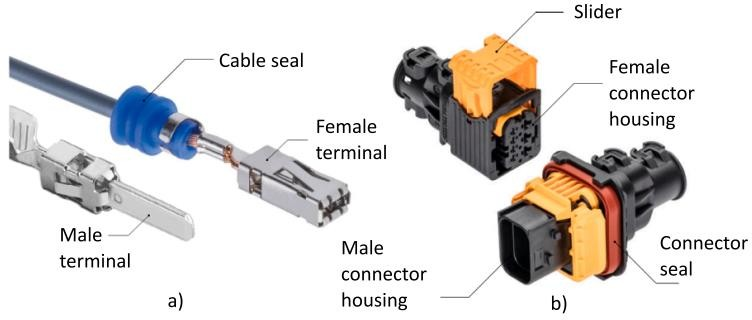 Slider
Cable seal
Female
connector
housing
Female
terminal
Male
terminal
Male
connector
housing
Connector
seal
a)
b)